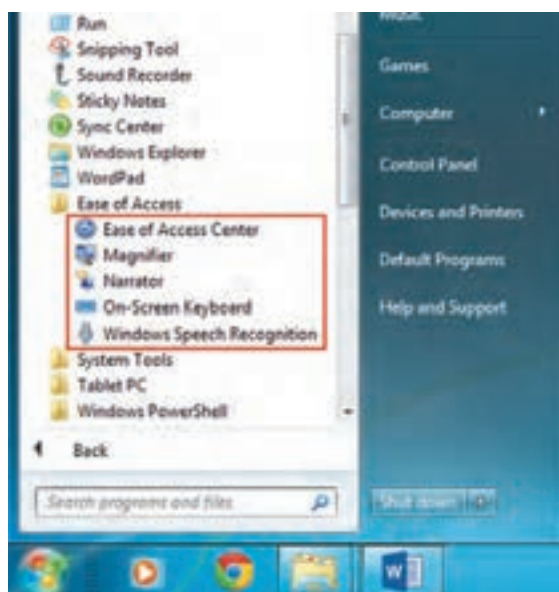 Run
Snipping Tool
Sound Recorder
Sticky Notes
Sync Center
Windows Explorer
WordPad
Ease of Access
Ease of Access Center
Magnifier
Narrator
On-Screen Keyboard
Windows Speech Recognition
System Tools
Tablet PC
Windows PowerShell
Back
Search programs and files
Music
Games
Computer
Control Panel
Devices and Printers
Default Programs
Help and Support
Shut down
W